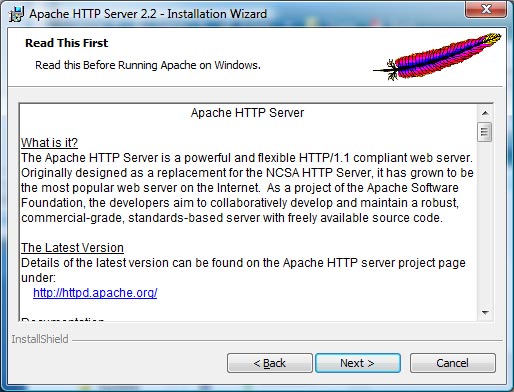 Apache HTTP Server 2.2 - Installation Wizard
Read This First
Read this Before Running Apache on Windows.
Apache HTTP Server
What is it?
The Apache HTTP Server is a powerful and flexible HTTP/1.1 compliant web server.
Originally designed as a replacement for the NCSA HTTP Server, it has grown to be
the most popular web server on the Internet.  As a project of the Apache Software
Foundation, the developers aim to collaboratively develop and maintain a robust,
commercial-grade, standards-based server with freely available source code.
The Latest Version
Details of the latest version can be found on the Apache HTTP server project page
under:
http://httpd.apache.org/
Documentation
InstallShield
< Back
Next >
Cancel